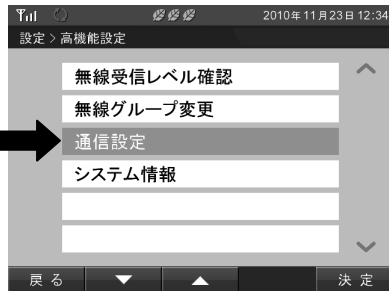 2010年11月23日 12:34
設定 > 高機能設定
無線受信レベル確認
無線グループ変更
通信設定
システム情報
戻る ▼ ▲ 決定